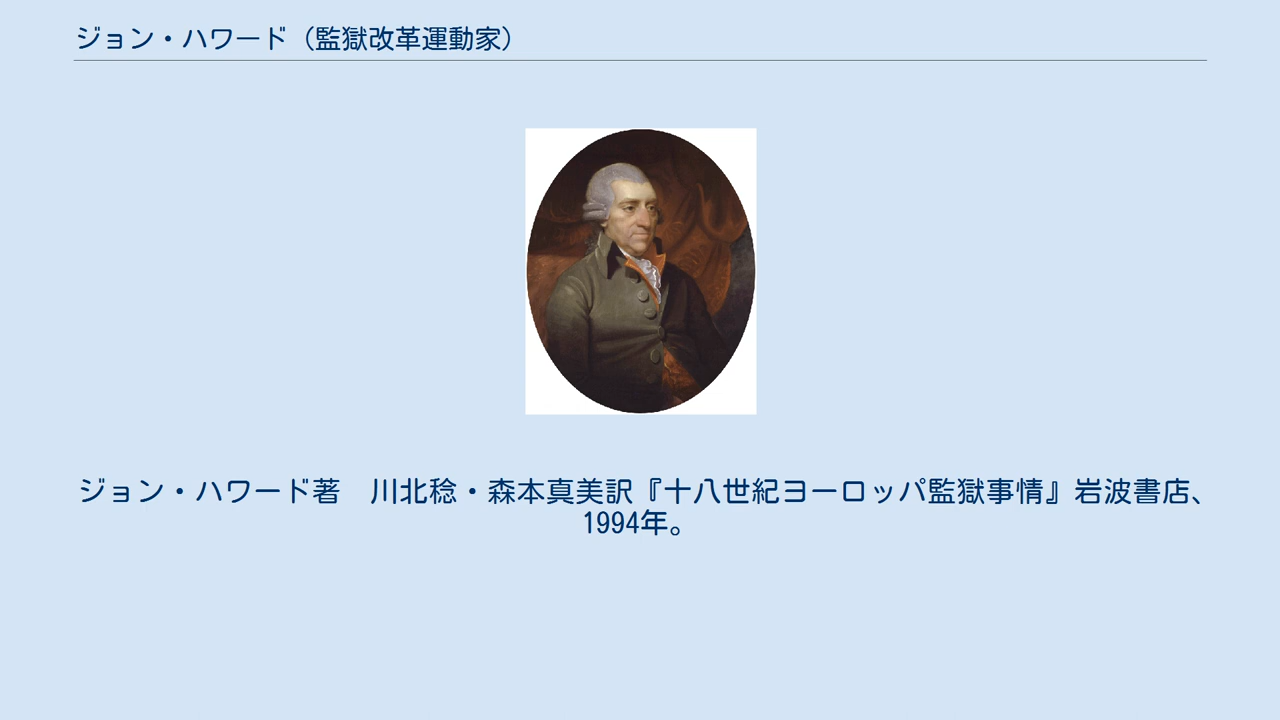 ジョン・ハワード（監獄改革運動家）
ジョン・ハワード著　川北稔・森本真美訳『十八世紀ヨーロッパ監獄事情』岩波書店、
1994年。